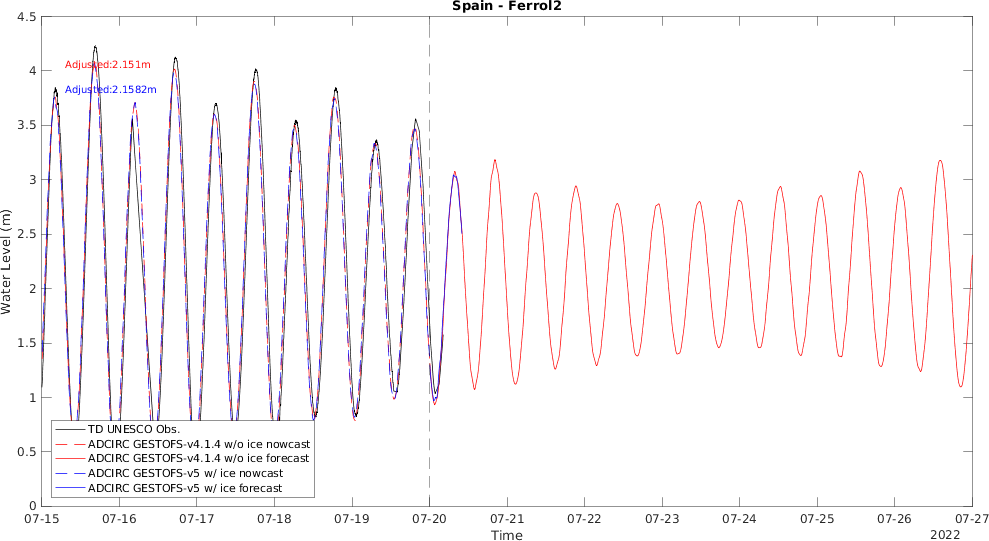 Spain - Ferrol2
4.5
4
3.5
3
2.5
2
1.5
1
0.5
0
Water Level (m)
Adjusted:2.151m
Adjusted:2.1582m
TD UNESCO Obs.
ADCIRC GESTOFS-v4.1.4 w/o ice nowcast
ADCIRC GESTOFS-v4.1.4 w/o ice forecast
ADCIRC GESTOFS-v5 w/ ice nowcast
ADCIRC GESTOFS-v5 w/ ice forecast
07-15 07-16 07-17 07-18 07-19 07-20 07-21 07-22 07-23 07-24 07-25 07-26 07-27
Time
2022